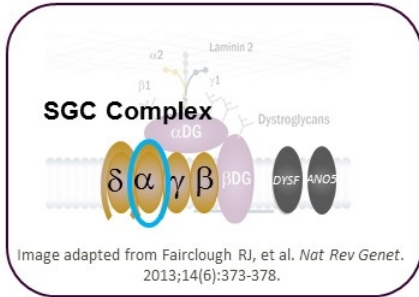 Laminin 2
α2
β1
γ1
SGC Complex
αDG
Dystroglycans
δ α γ β βDG DYSF ANO5
Image adapted from Fairclough RJ, et al. Nat Rev Genet.
2013;14(6):373-378.